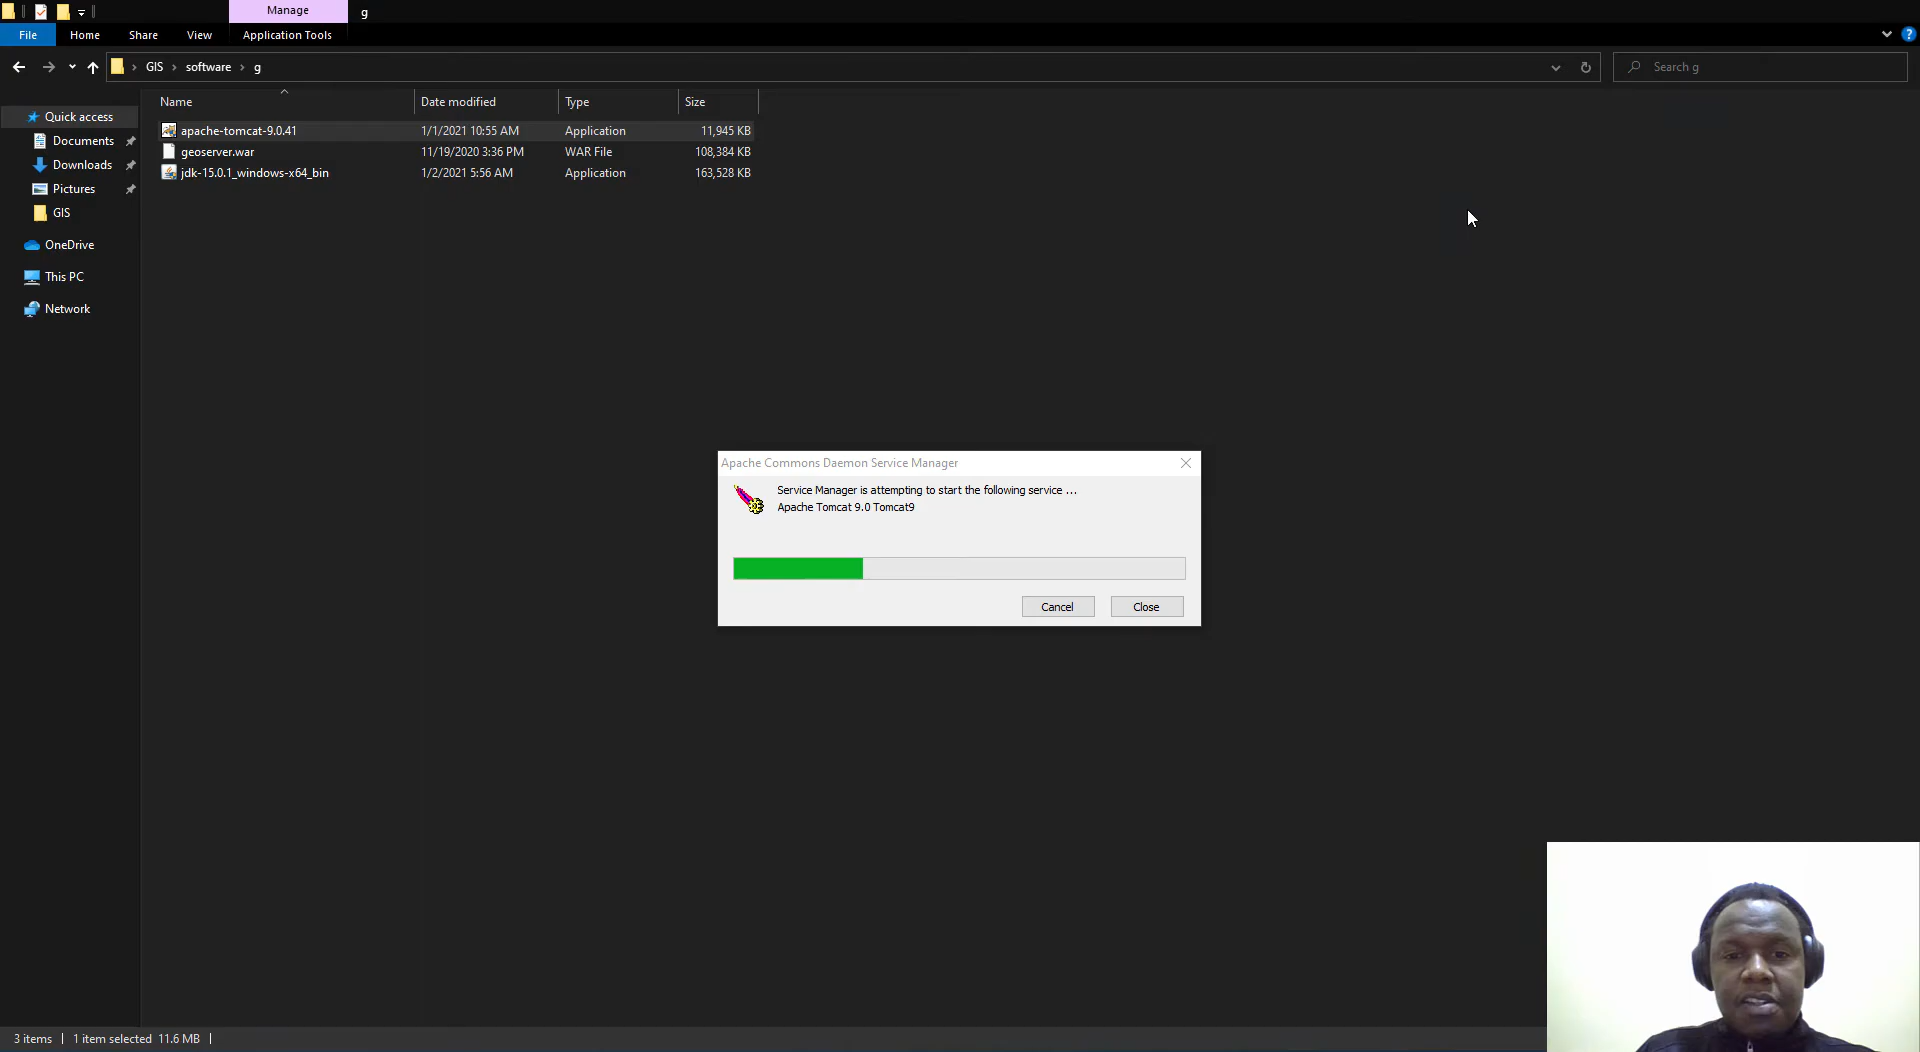 Manage
g
File
Home
Share
View
Application Tools
GIS
software
g
Search g
Name
Date modified
Type
Size
apache-tomcat-9.0.41
1/1/2021 10:55 AM
Application
11,945 KB
geoserver.war
11/19/2020 3:36 PM
WAR File
108,384 KB
jdk-15.0.1_windows-x64_bin
1/2/2021 5:56 AM
Application
163,528 KB
Quick access
Documents
Downloads
Pictures
GIS
OneDrive
This PC
Network
Apache Commons Daemon Service Manager
Service Manager is attempting to start the following service ...
Apache Tomcat 9.0 Tomcat9
Cancel
Close
3 items
1 item selected 11.6 MB